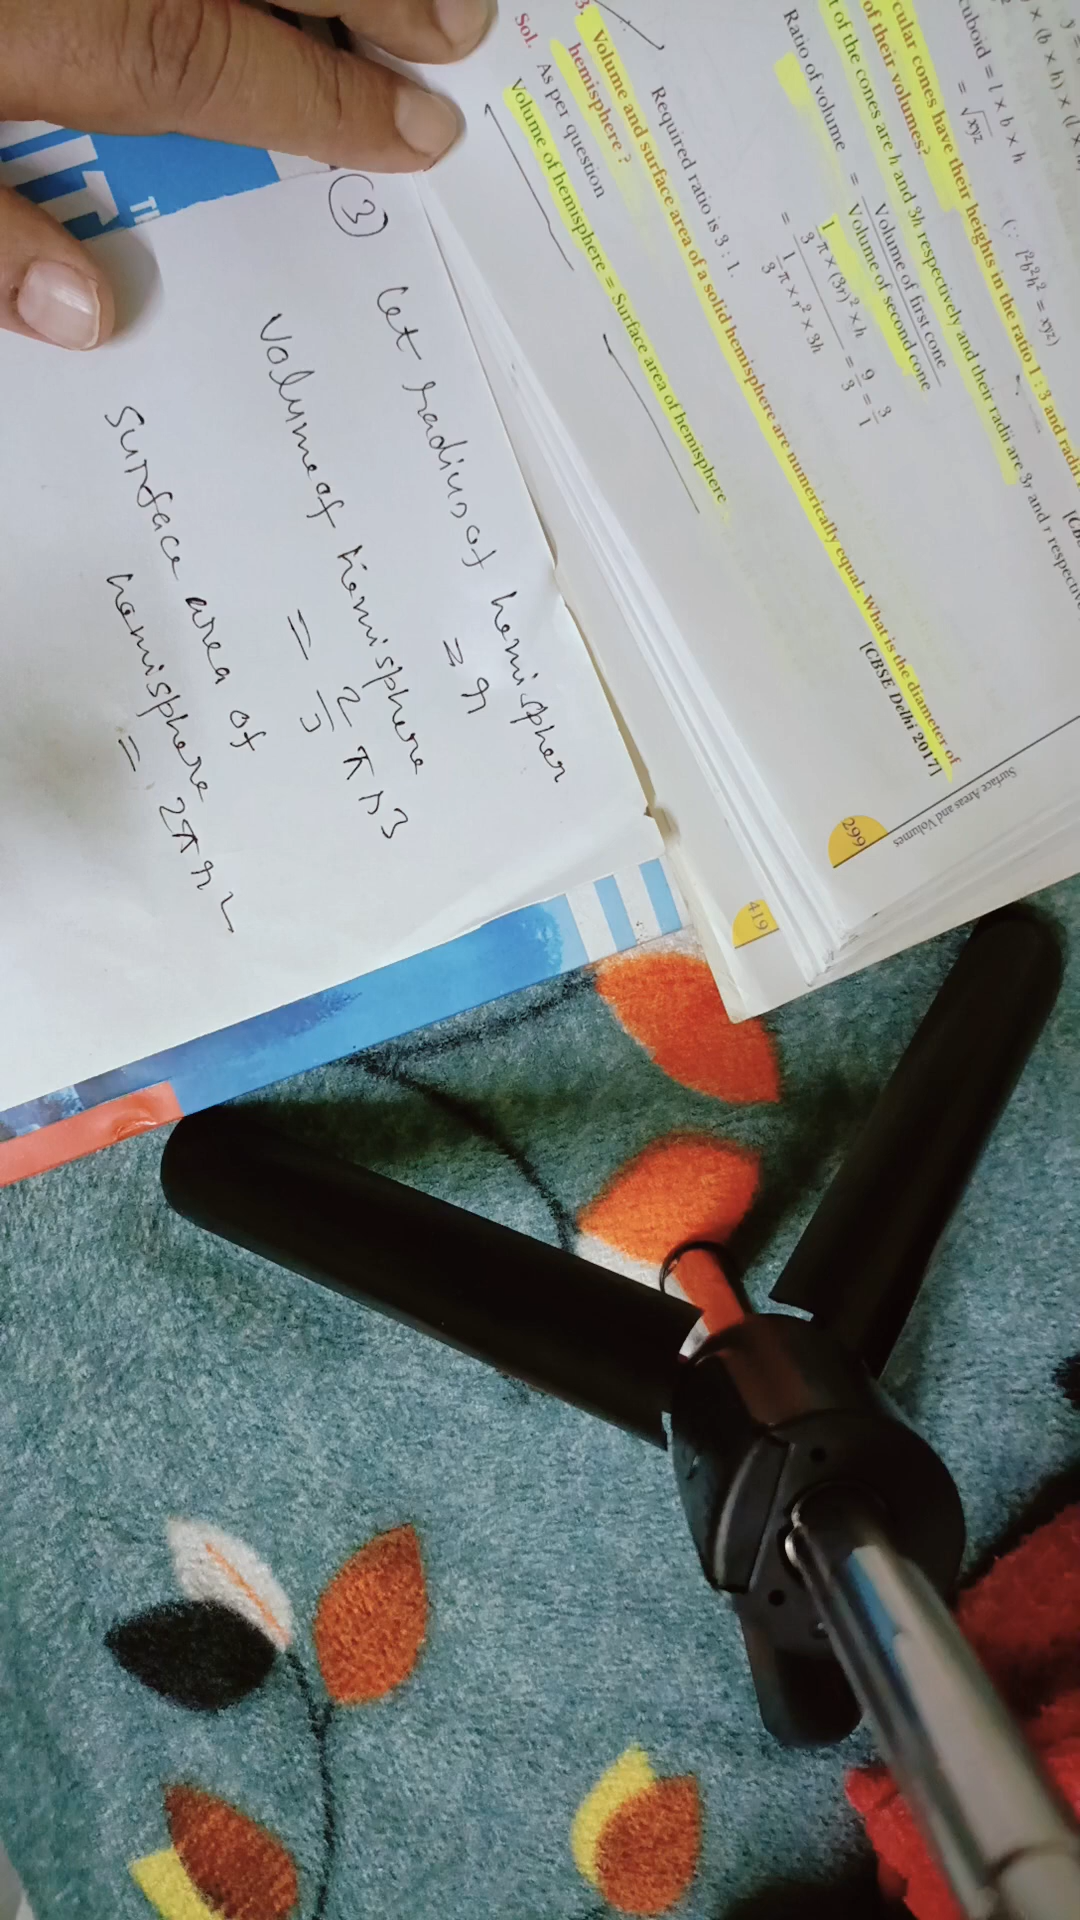 cuboid = l × b × h
= √xyz
(∵ l²b²h² = xyz)
cular cones have their heights in the ratio 1 : 3 and radii
of their volumes?
of the cones are h and 3h respectively and their radii are 3r and r respective
Ratio of volume = Volume of first cone / Volume of second cone
= 1/3 π × (3r)² × h / 1/3 π × r² × 3h = 9/3 = 3/1
Required ratio is 3 : 1.
3. Volume and surface area of a solid hemisphere are numerically equal. What is the diameter of
hemisphere ?
[CBSE Delhi 2017]
Sol. As per question
Volume of hemisphere = Surface area of hemisphere
Surface Areas and Volumes
299
419
(3)
Let radius of hemispher
= r
Volume of hemisphere
= 2/3 π r3
Surface area of
hemisphere
= 2πr2